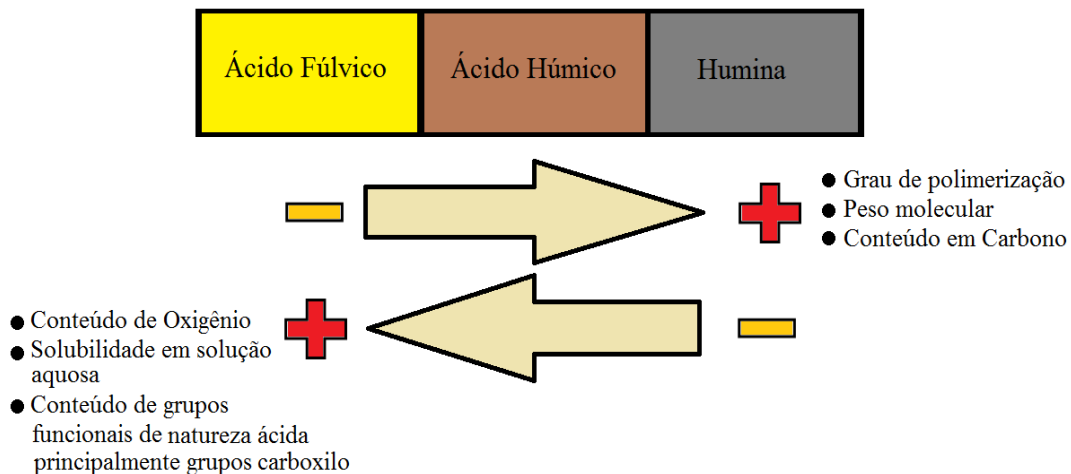 Ácido Fúlvico
Ácido Húmico
Humina
● Grau de polimerização
● Peso molecular
● Conteúdo em Carbono
● Conteúdo de Oxigênio
● Solubilidade em solução
aquosa
● Conteúdo de grupos
funcionais de natureza ácida
principalmente grupos carboxilo